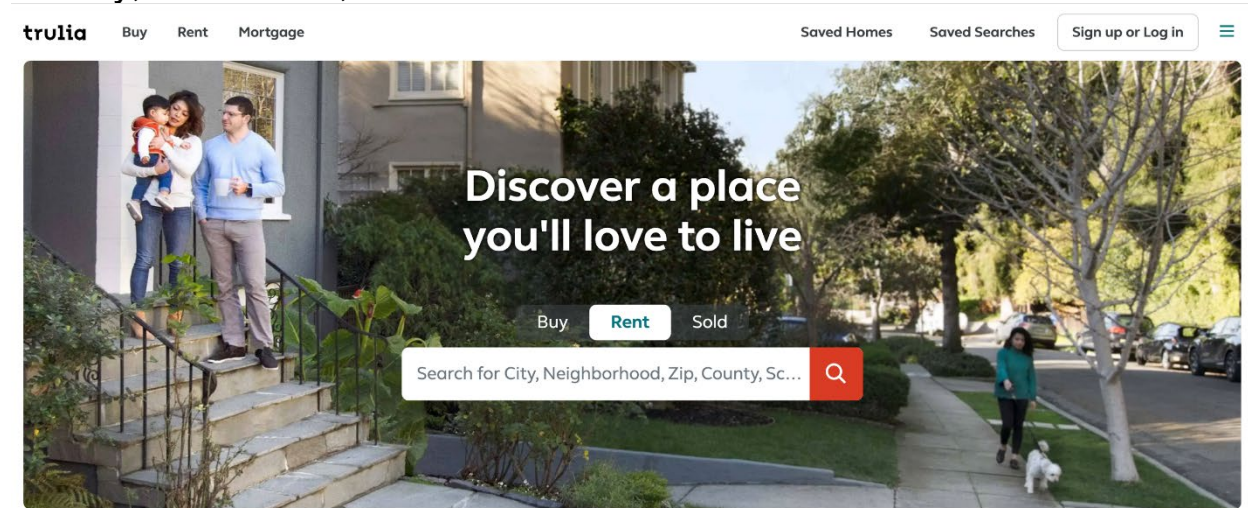 trulia Buy Rent Mortgage Saved Homes Saved Searches Sign up or Log in
Discover a place
you'll love to live
Buy Rent Sold
Search for City, Neighborhood, Zip, County, Sc...